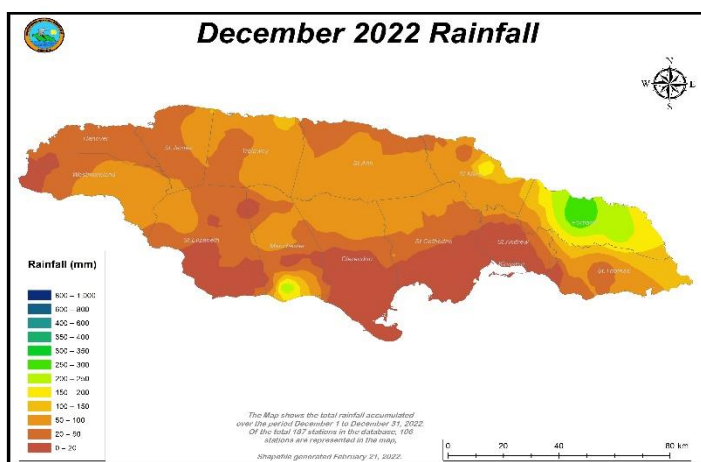 December 2022 Rainfall
N
W
E
S
Hanover
St. James
Trelawny
St. Ann
Westmoreland
St. Elizabeth
Manchester
Clarendon
St. Catherine
St. Andrew
St. Thomas
Rainfall (mm)
600 – 1 000
600 – 800
400 – 600
350 – 400
300 – 350
250 – 300
200 – 250
150 – 200
100 – 150
50 – 100
20 – 50
0 – 20
The Map shows the total rainfall accumulated
over the period December 1 to December 31, 2022.
Of the total 187 stations in the database, 106
stations are represented in the map,
Shapefile generated February 21, 2022.
0
20
40
60
80 km